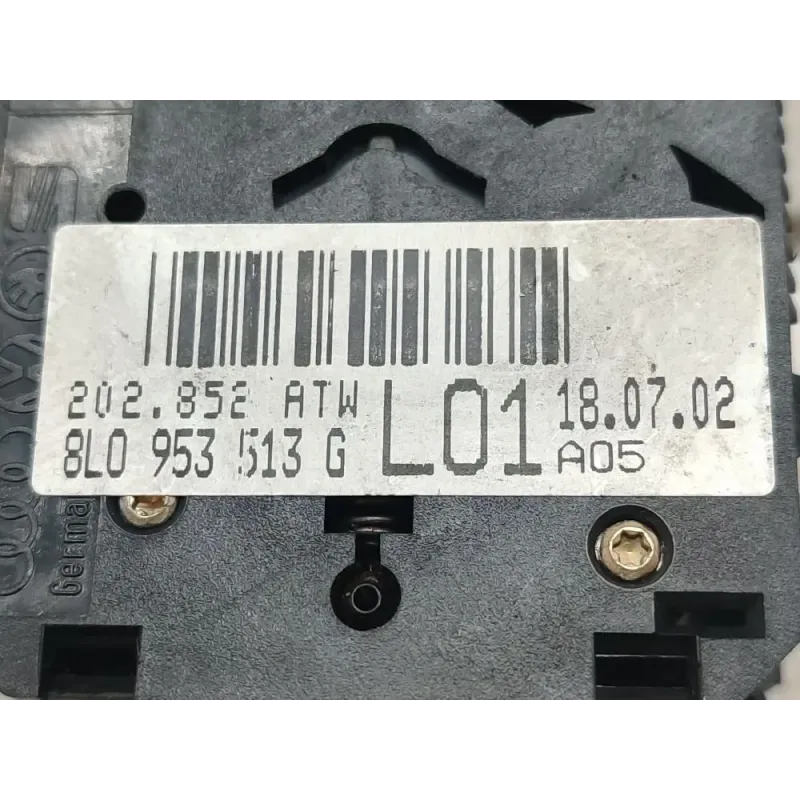 202.852 ATW
8L0 953 513 G
L01
18.07.02
A05
German